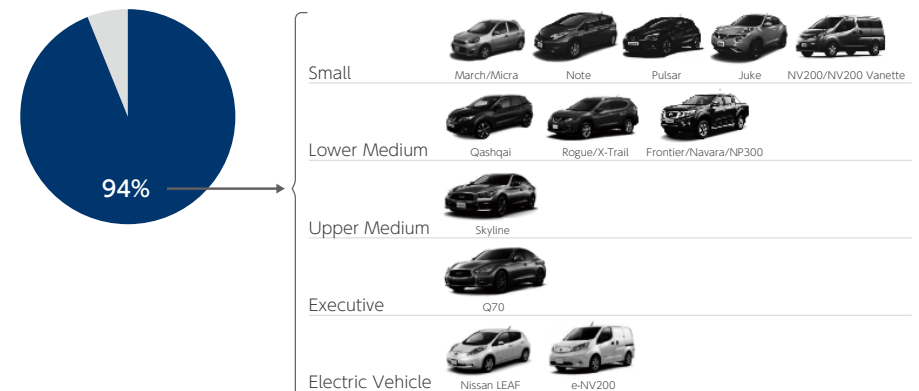 94%
Small
March/Micra
Note
Pulsar
Juke
NV200/NV200 Vanette
Lower Medium
Qashqai
Rogue/X-Trail
Frontier/Navara/NP300
Upper Medium
Skyline
Executive
Q70
Electric Vehicle
Nissan LEAF
e-NV200